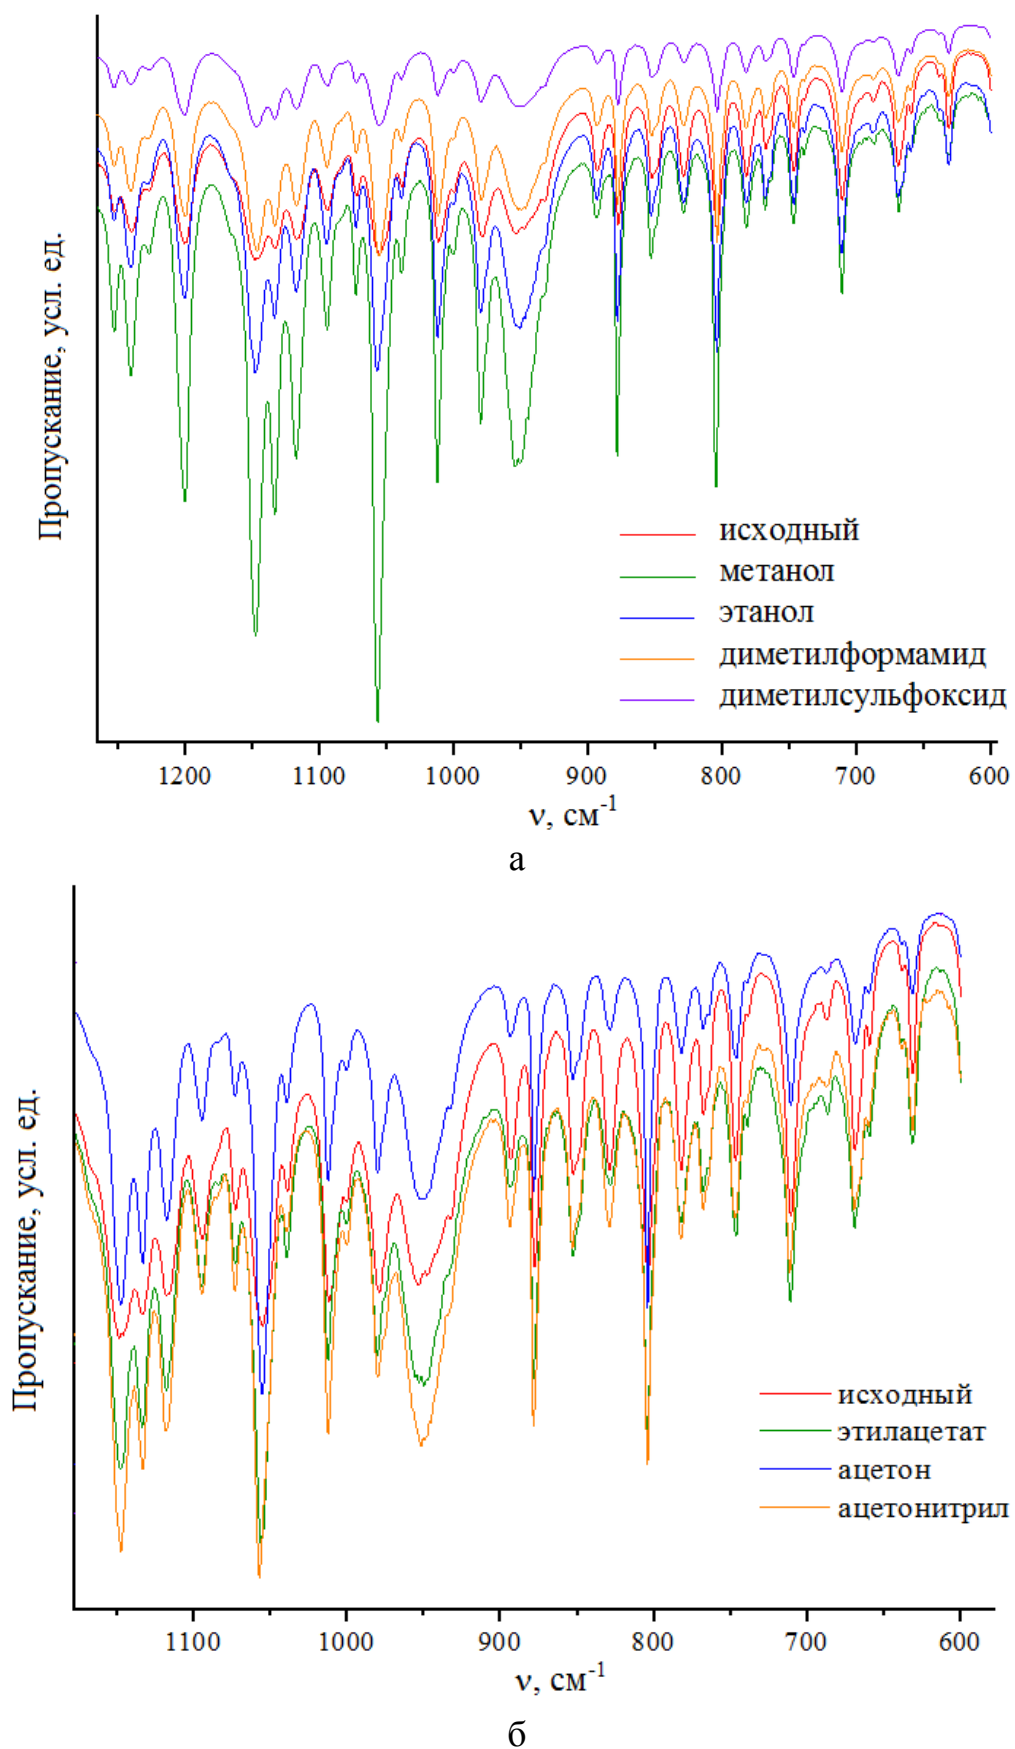 Пропускание, усл. ед.
исходный
метанол
этанол
диметилформамид
диметилсульфоксид
1200 1100 1000 900 800 700 600
ν, см-1
а
Пропускание, усл. ед.
исходный
этилацетат
ацетон
ацетонитрил
1100 1000 900 800 700 600
ν, см-1
б